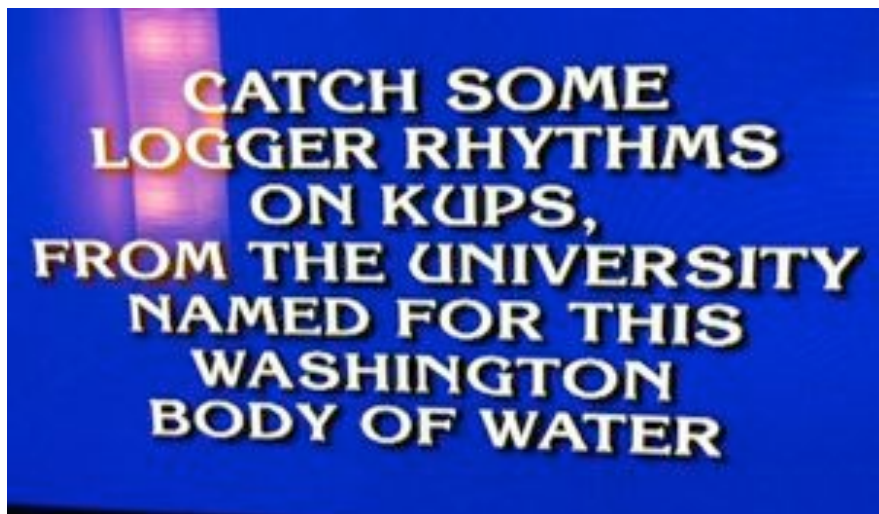 CATCH SOME
LOGGER RHYTHMS
ON KUPS,
FROM THE UNIVERSITY
NAMED FOR THIS
WASHINGTON
BODY OF WATER